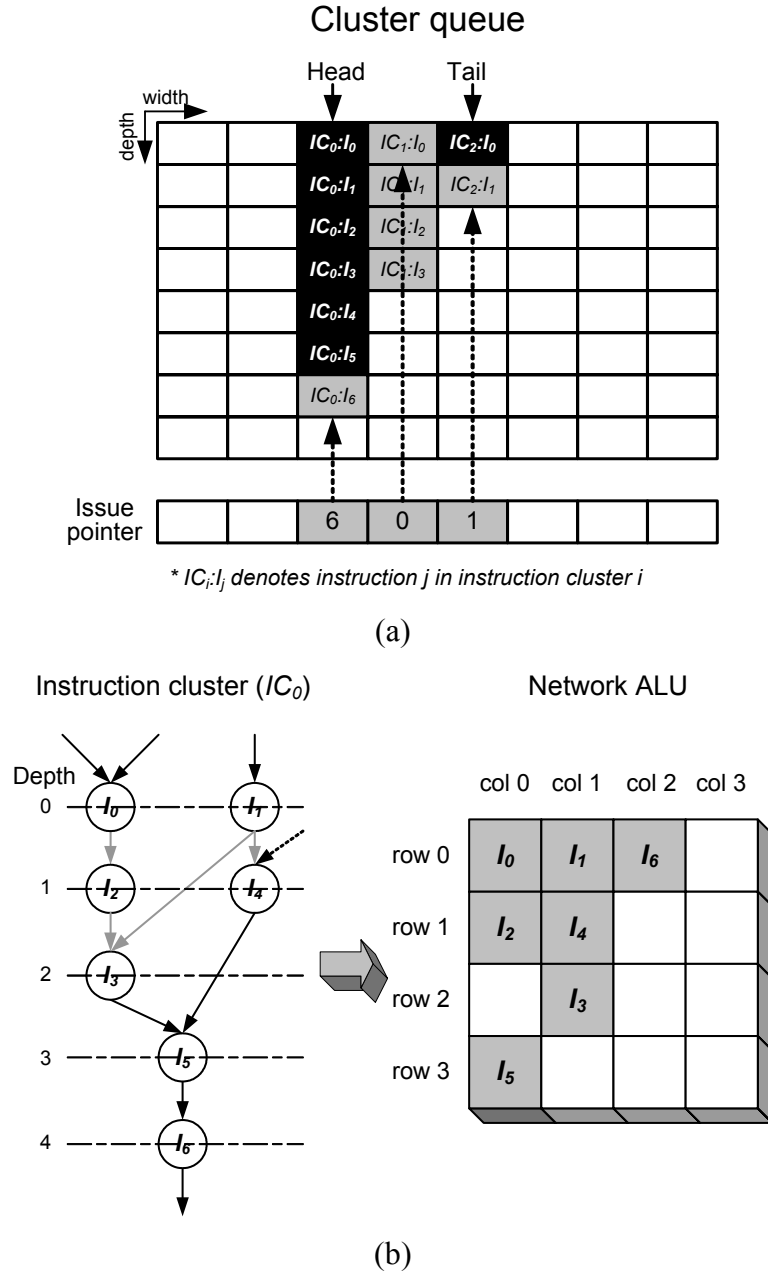 Cluster queue
Head Tail
width
depth
IC₀:I₀ IC₁:I₀ IC₂:I₀
IC₀:I₁ IC :I₁ IC₂:I₁
IC₀:I₂ IC :I₂
IC₀:I₃ IC :I₃
IC₀:I₄
IC₀:I₅
IC₀:I₆
Issue pointer 6 0 1
* ICᵢ:Iⱼ denotes instruction j in instruction cluster i
(a)
Instruction cluster (IC₀) Network ALU
Depth
col 0 col 1 col 2 col 3
0 I₀ I₁
row 0 I₀ I₁ I₆
1 I₂ I₄
row 1 I₂ I₄
2 I₃
row 2 I₃
3 I₅
row 3 I₅
4 I₆
(b)